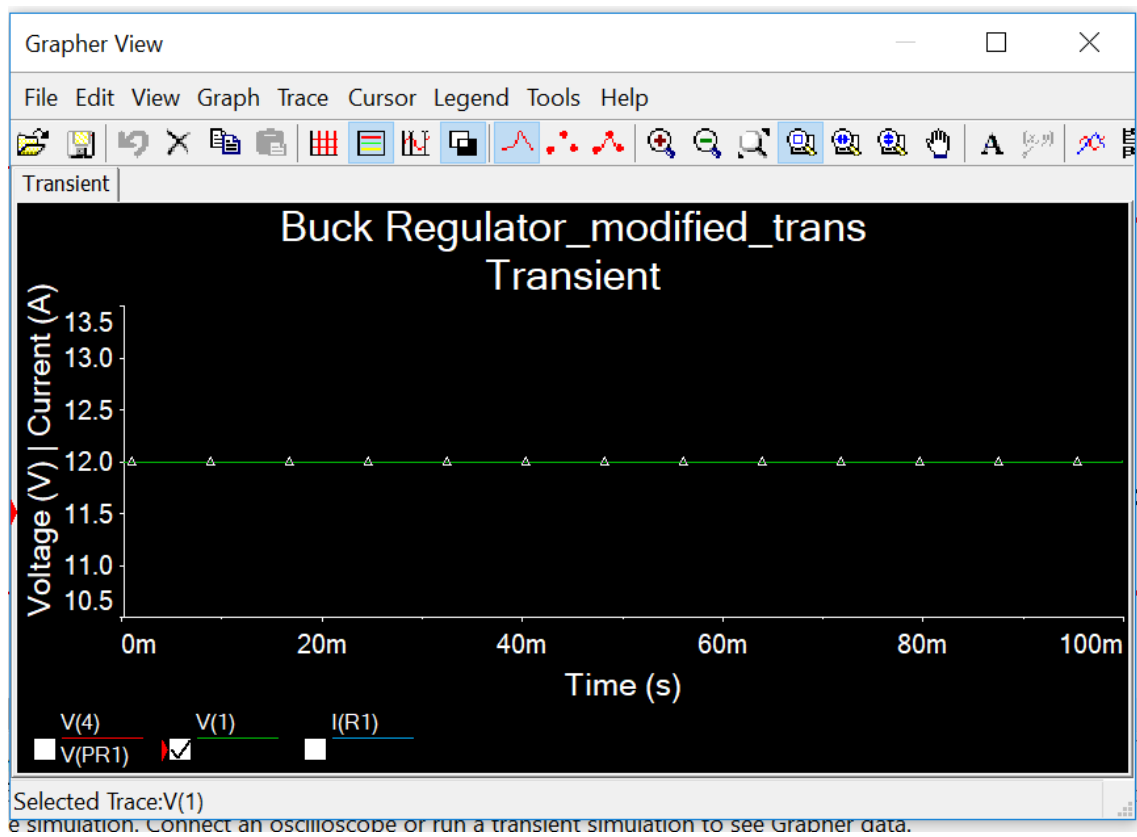 Grapher View
File Edit View Graph Trace Cursor Legend Tools Help
A (x,y)
Transient
Buck Regulator_modified_trans
Transient
Voltage (V) | Current (A)
13.5
13.0
12.5
12.0
11.5
11.0
10.5
0m 20m 40m 60m 80m 100m
Time (s)
V(4) V(1) I(R1)
V(PR1)
Selected Trace:V(1)
e simulation. Connect an oscilloscope or run a transient simulation to see Grapher data.